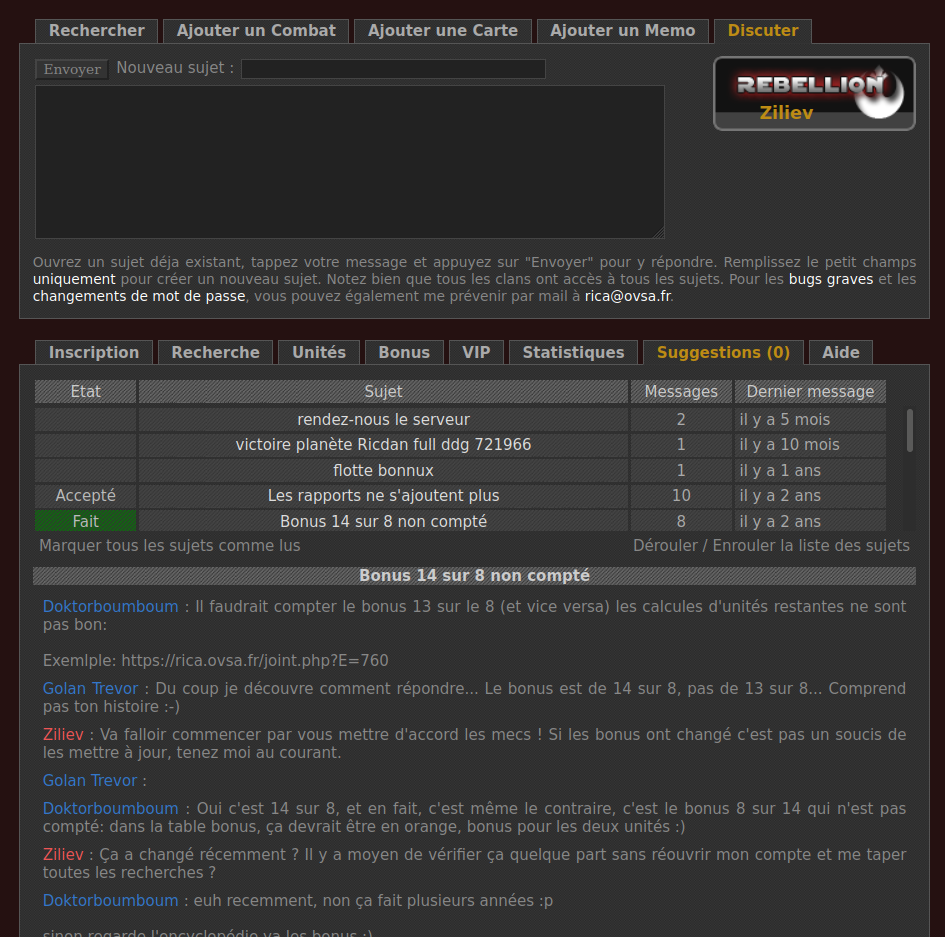 Rechercher Ajouter un Combat Ajouter une Carte Ajouter un Memo Discuter
Envoyer Nouveau sujet :
REBELLION
Ziliev
Ouvrez un sujet déja existant, tappez votre message et appuyez sur "Envoyer" pour y répondre. Remplissez le petit champs
uniquement pour créer un nouveau sujet. Notez bien que tous les clans ont accès à tous les sujets. Pour les bugs graves et les
changements de mot de passe, vous pouvez également me prévenir par mail à rica@ovsa.fr.
Inscription Recherche Unités Bonus VIP Statistiques Suggestions (0) Aide
Etat Sujet Messages Dernier message
rendez-nous le serveur 2 il y a 5 mois
victoire planète Ricdan full ddg 721966 1 il y a 10 mois
flotte bonnux 1 il y a 1 ans
Accepté Les rapports ne s'ajoutent plus 10 il y a 2 ans
Fait Bonus 14 sur 8 non compté 8 il y a 2 ans
Marquer tous les sujets comme lus Dérouler / Enrouler la liste des sujets
Bonus 14 sur 8 non compté
Doktorboumboum : Il faudrait compter le bonus 13 sur le 8 (et vice versa) les calcules d'unités restantes ne sont
pas bon:
Exemlple: https://rica.ovsa.fr/joint.php?E=760
Golan Trevor : Du coup je découvre comment répondre... Le bonus est de 14 sur 8, pas de 13 sur 8... Comprend
pas ton histoire :-)
Ziliev : Va falloir commencer par vous mettre d'accord les mecs ! Si les bonus ont changé c'est pas un soucis de
les mettre à jour, tenez moi au courant.
Golan Trevor :
Doktorboumboum : Oui c'est 14 sur 8, et en fait, c'est même le contraire, c'est le bonus 8 sur 14 qui n'est pas
compté: dans la table bonus, ça devrait être en orange, bonus pour les deux unités :)
Ziliev : Ça a changé récemment ? Il y a moyen de vérifier ça quelque part sans réouvrir mon compte et me taper
toutes les recherches ?
Doktorboumboum : euh recemment, non ça fait plusieurs années :p
sinon regarde l'encyclopédie ya les bonus :)